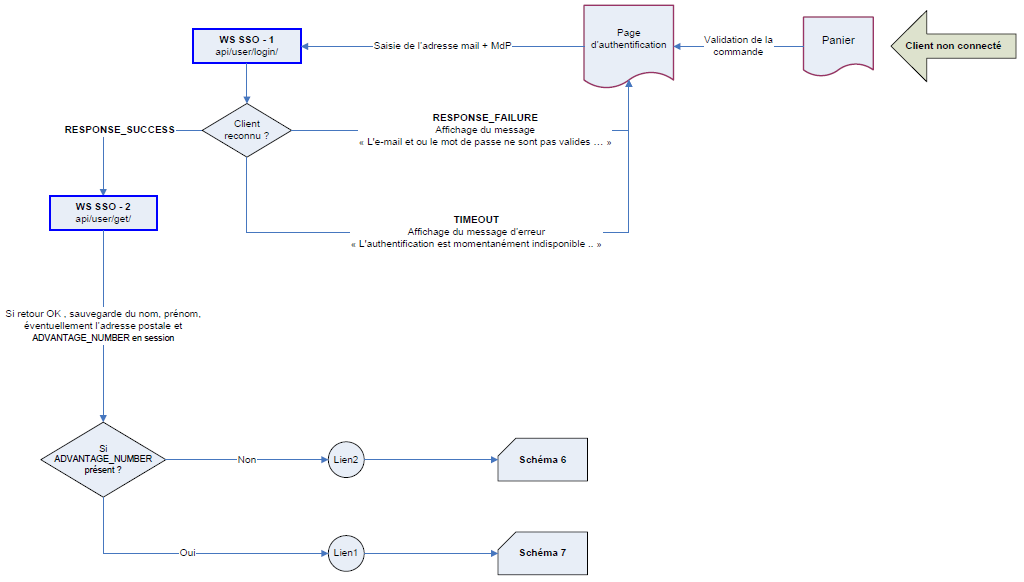 WS SSO - 1
api/user/login/
Saisie de l'adresse mail + MdP
Page
d'authentification
Validation de la
commande
Panier
Client non connecté
RESPONSE_SUCCESS
Client
reconnu ?
RESPONSE_FAILURE
Affichage du message
« L'e-mail et ou le mot de passe ne sont pas valides … »
WS SSO - 2
api/user/get/
TIMEOUT
Affichage du message d'erreur
« L'authentification est momentanément indisponible .. »
Si retour OK , sauvegarde du nom, prénom,
éventuellement l'adresse postale et
ADVANTAGE_NUMBER en session
Si
ADVANTAGE_NUMBER
présent ?
Non
Lien2
Schéma 6
Oui
Lien1
Schéma 7